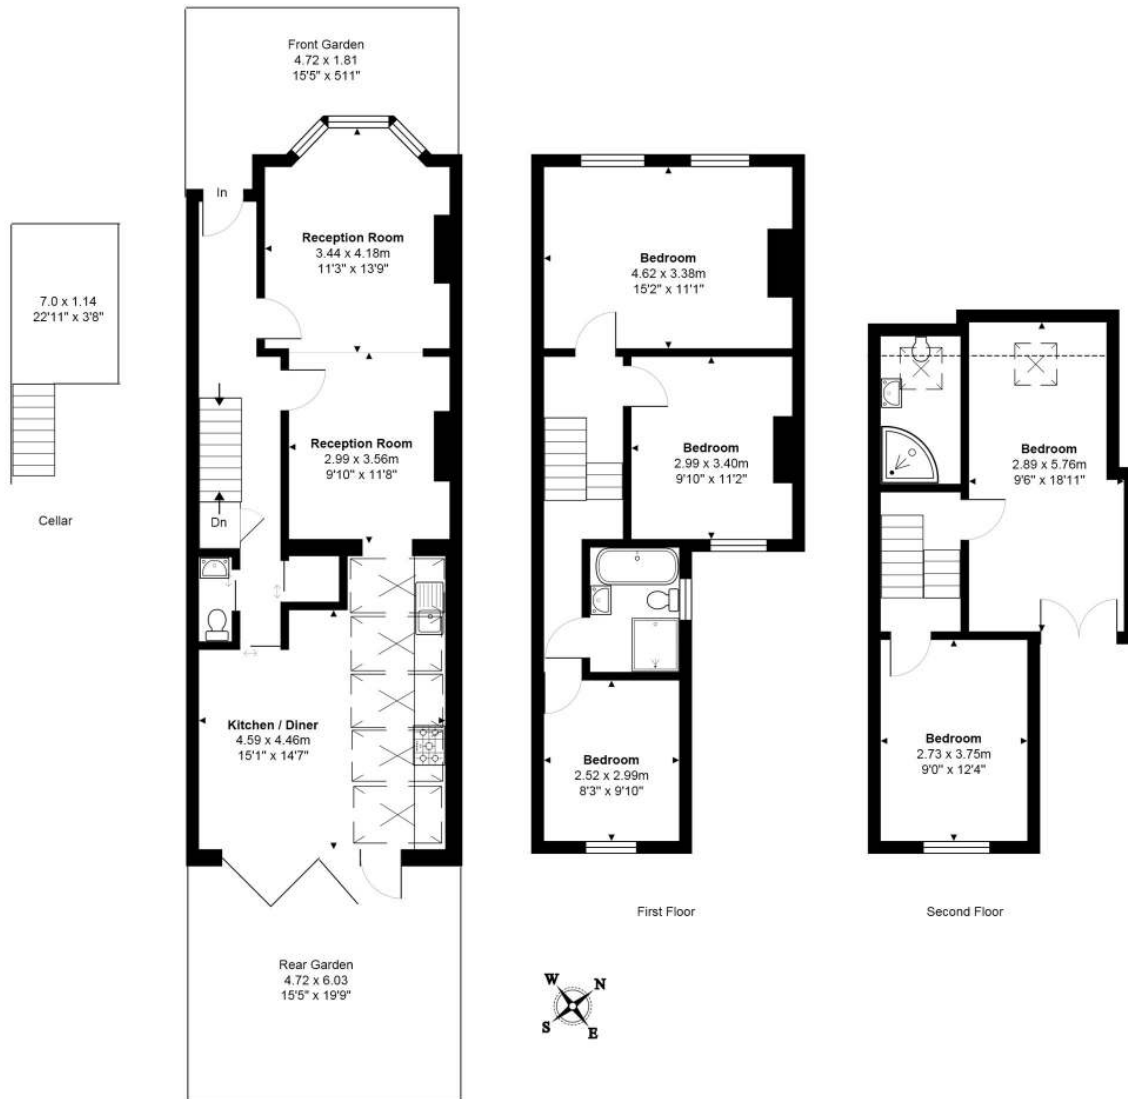 Front Garden
4.72 x 1.81
15'5" x 511"
In
Reception Room
3.44 x 4.18m
11'3" x 13'9"
7.0 x 1.14
22'11" x 3'8"
Cellar
Reception Room
2.99 x 3.56m
9'10" x 11'8"
Dn
Kitchen / Diner
4.59 x 4.46m
15'1" x 14'7"
Rear Garden
4.72 x 6.03
15'5" x 19'9"
Bedroom
4.62 x 3.38m
15'2" x 11'1"
Bedroom
2.99 x 3.40m
9'10" x 11'2"
Bedroom
2.52 x 2.99m
8'3" x 9'10"
First Floor
Bedroom
2.89 x 5.76m
9'6" x 18'11"
Bedroom
2.73 x 3.75m
9'0" x 12'4"
Second Floor
W
N
S
E